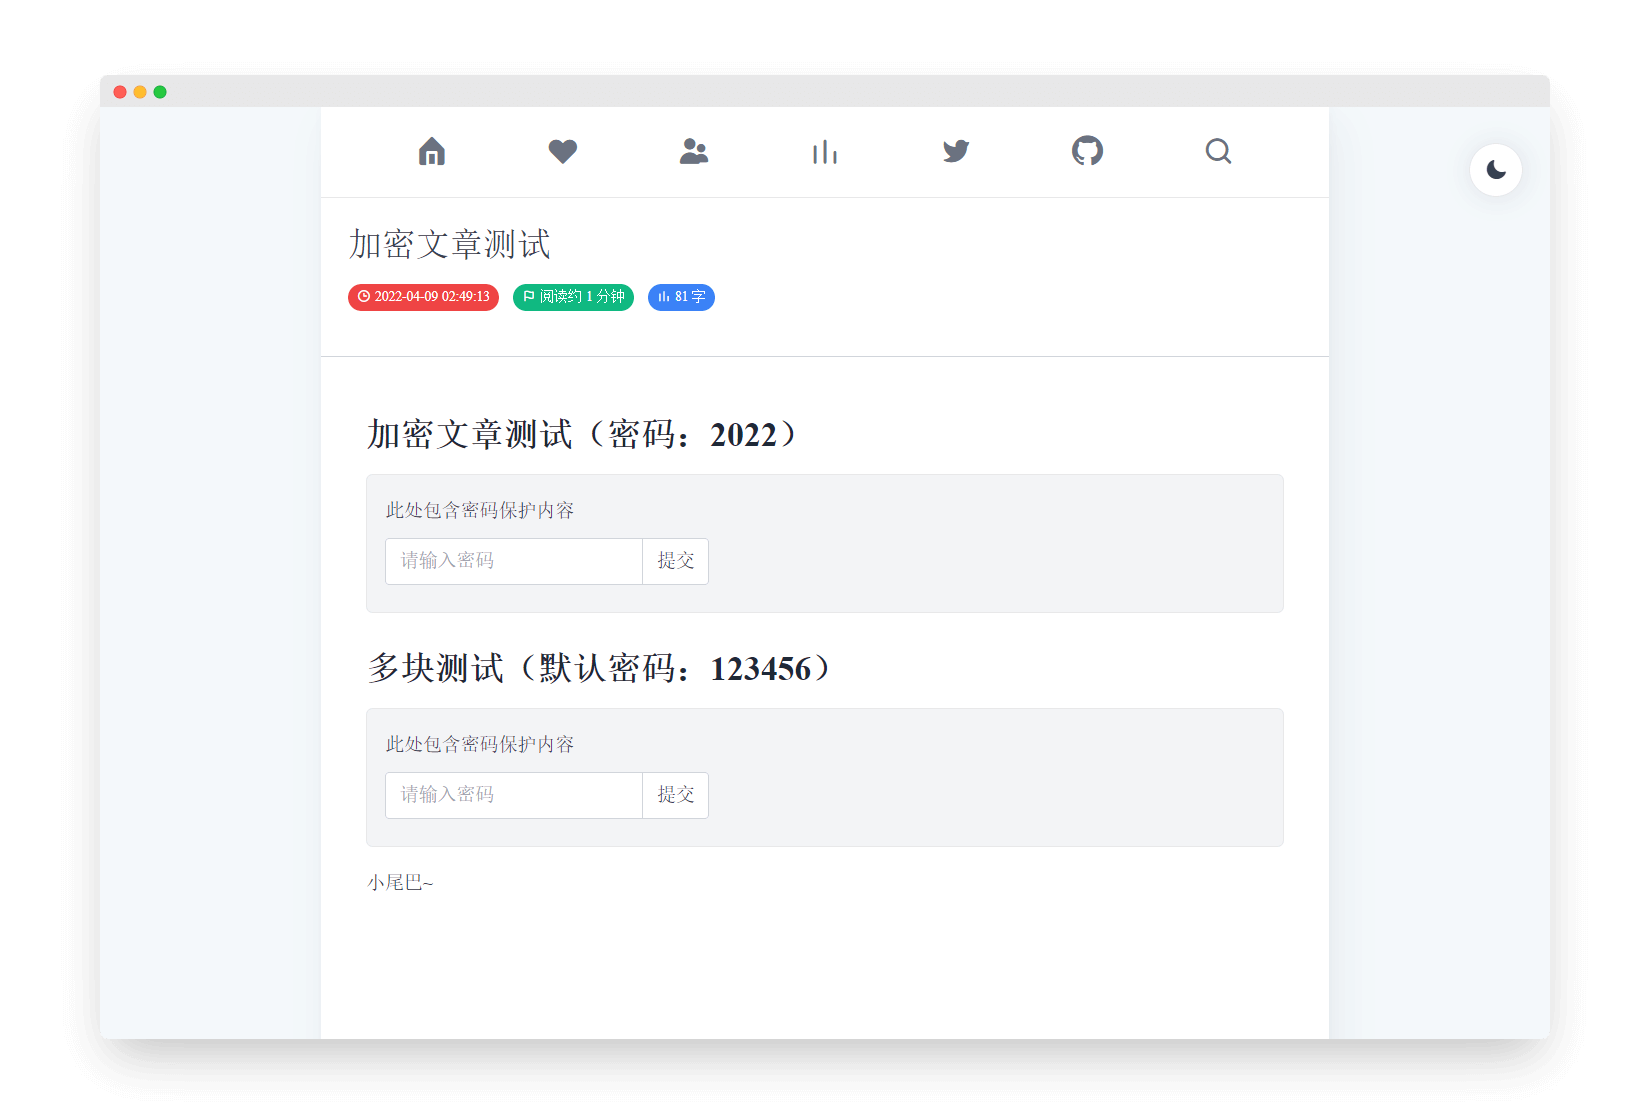 加密文章测试
2022-04-09 02:49:13 阅读约 1 分钟 81 字
加密文章测试（密码：2022）
此处包含密码保护内容
请输入密码 提交
多块测试（默认密码：123456）
此处包含密码保护内容
请输入密码 提交
小尾巴~